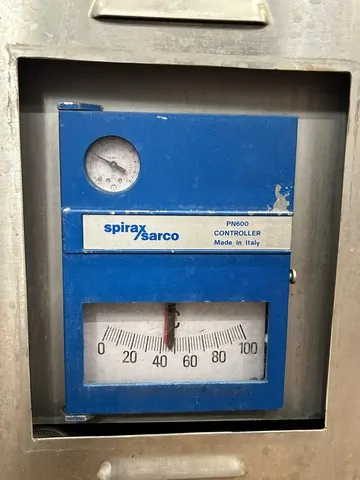 spirax
sarco
PN600
CONTROLLER
Made in Italy
0 20 40 60 80 100